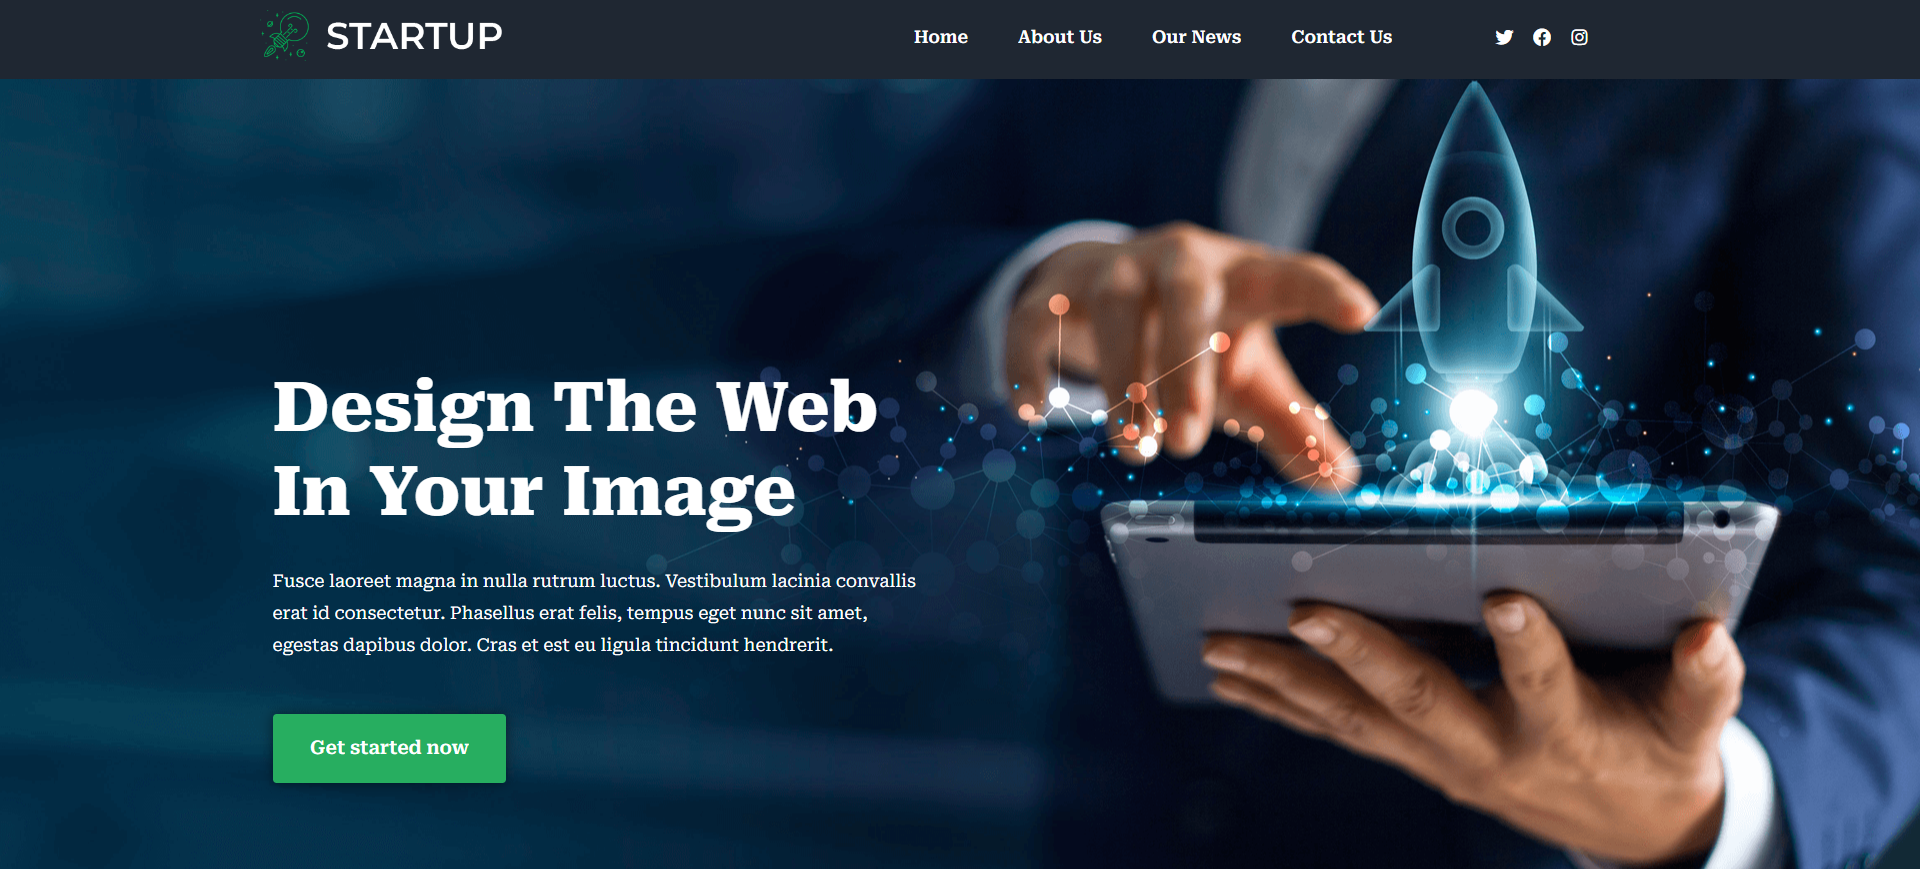 STARTUP
Home
About Us
Our News
Contact Us
Design The Web
In Your Image
Fusce laoreet magna in nulla rutrum luctus. Vestibulum lacinia convallis
erat id consectetur. Phasellus erat felis, tempus eget nunc sit amet,
egestas dapibus dolor. Cras et est eu ligula tincidunt hendrerit.
Get started now